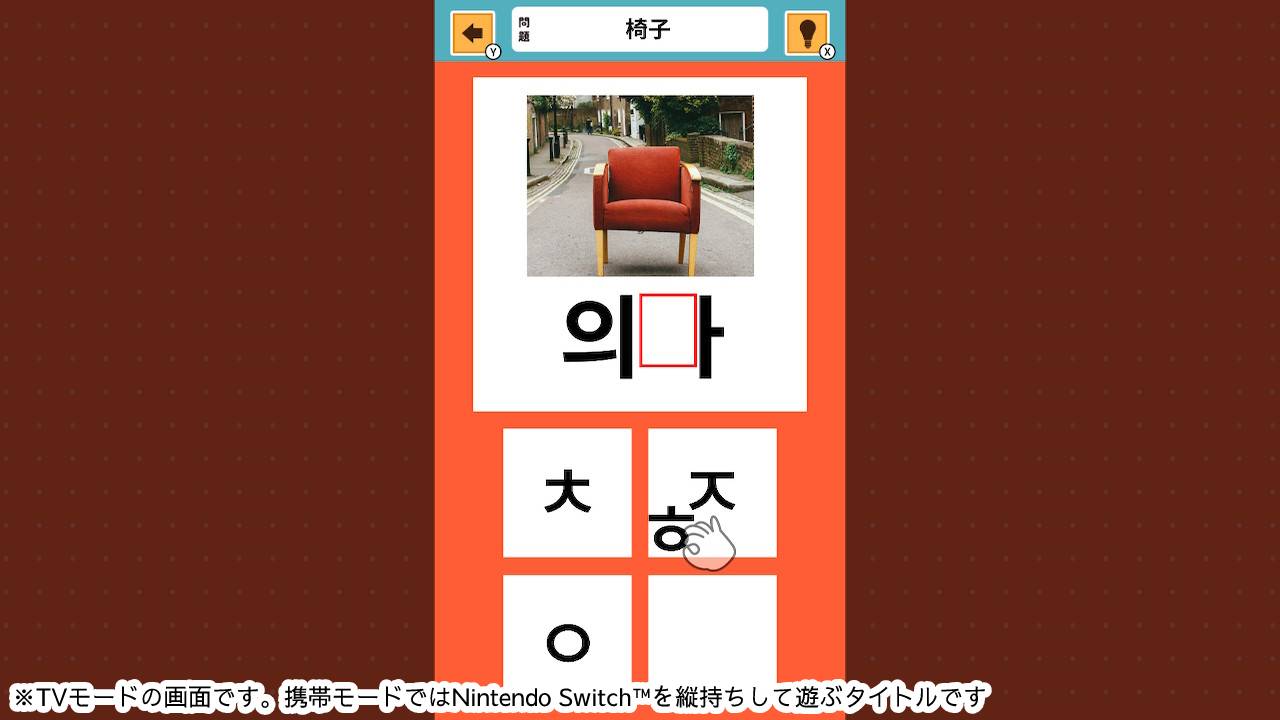 問題
椅子
Y
X
의ㅏ
ㅊ
ㅈ
ㅎ
ㅇ
※TVモードの画面です。携帯モードではNintendo Switch™を縦持ちして遊ぶタイトルです